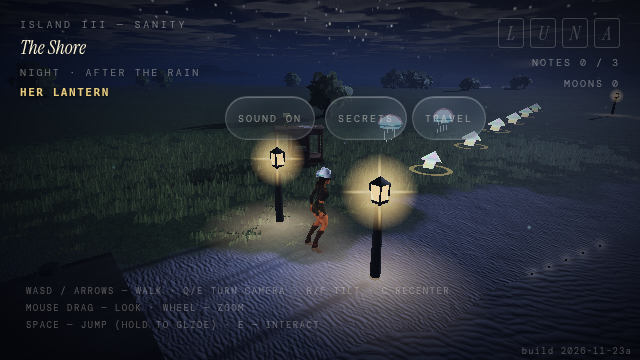 ISLAND III — SANITY
The Shore
NIGHT · AFTER THE RAIN
HER LANTERN
L U N A
NOTES 0 / 3
MOONS 0
SOUND ON
SECRETS
TRAVEL
WASD / ARROWS — WALK · Q/E TURN CAMERA · R/F TILT · C RECENTER
MOUSE DRAG — LOOK · WHEEL — ZOOM
SPACE — JUMP (HOLD TO GLIDE) · E — INTERACT
build 2026-11-23a